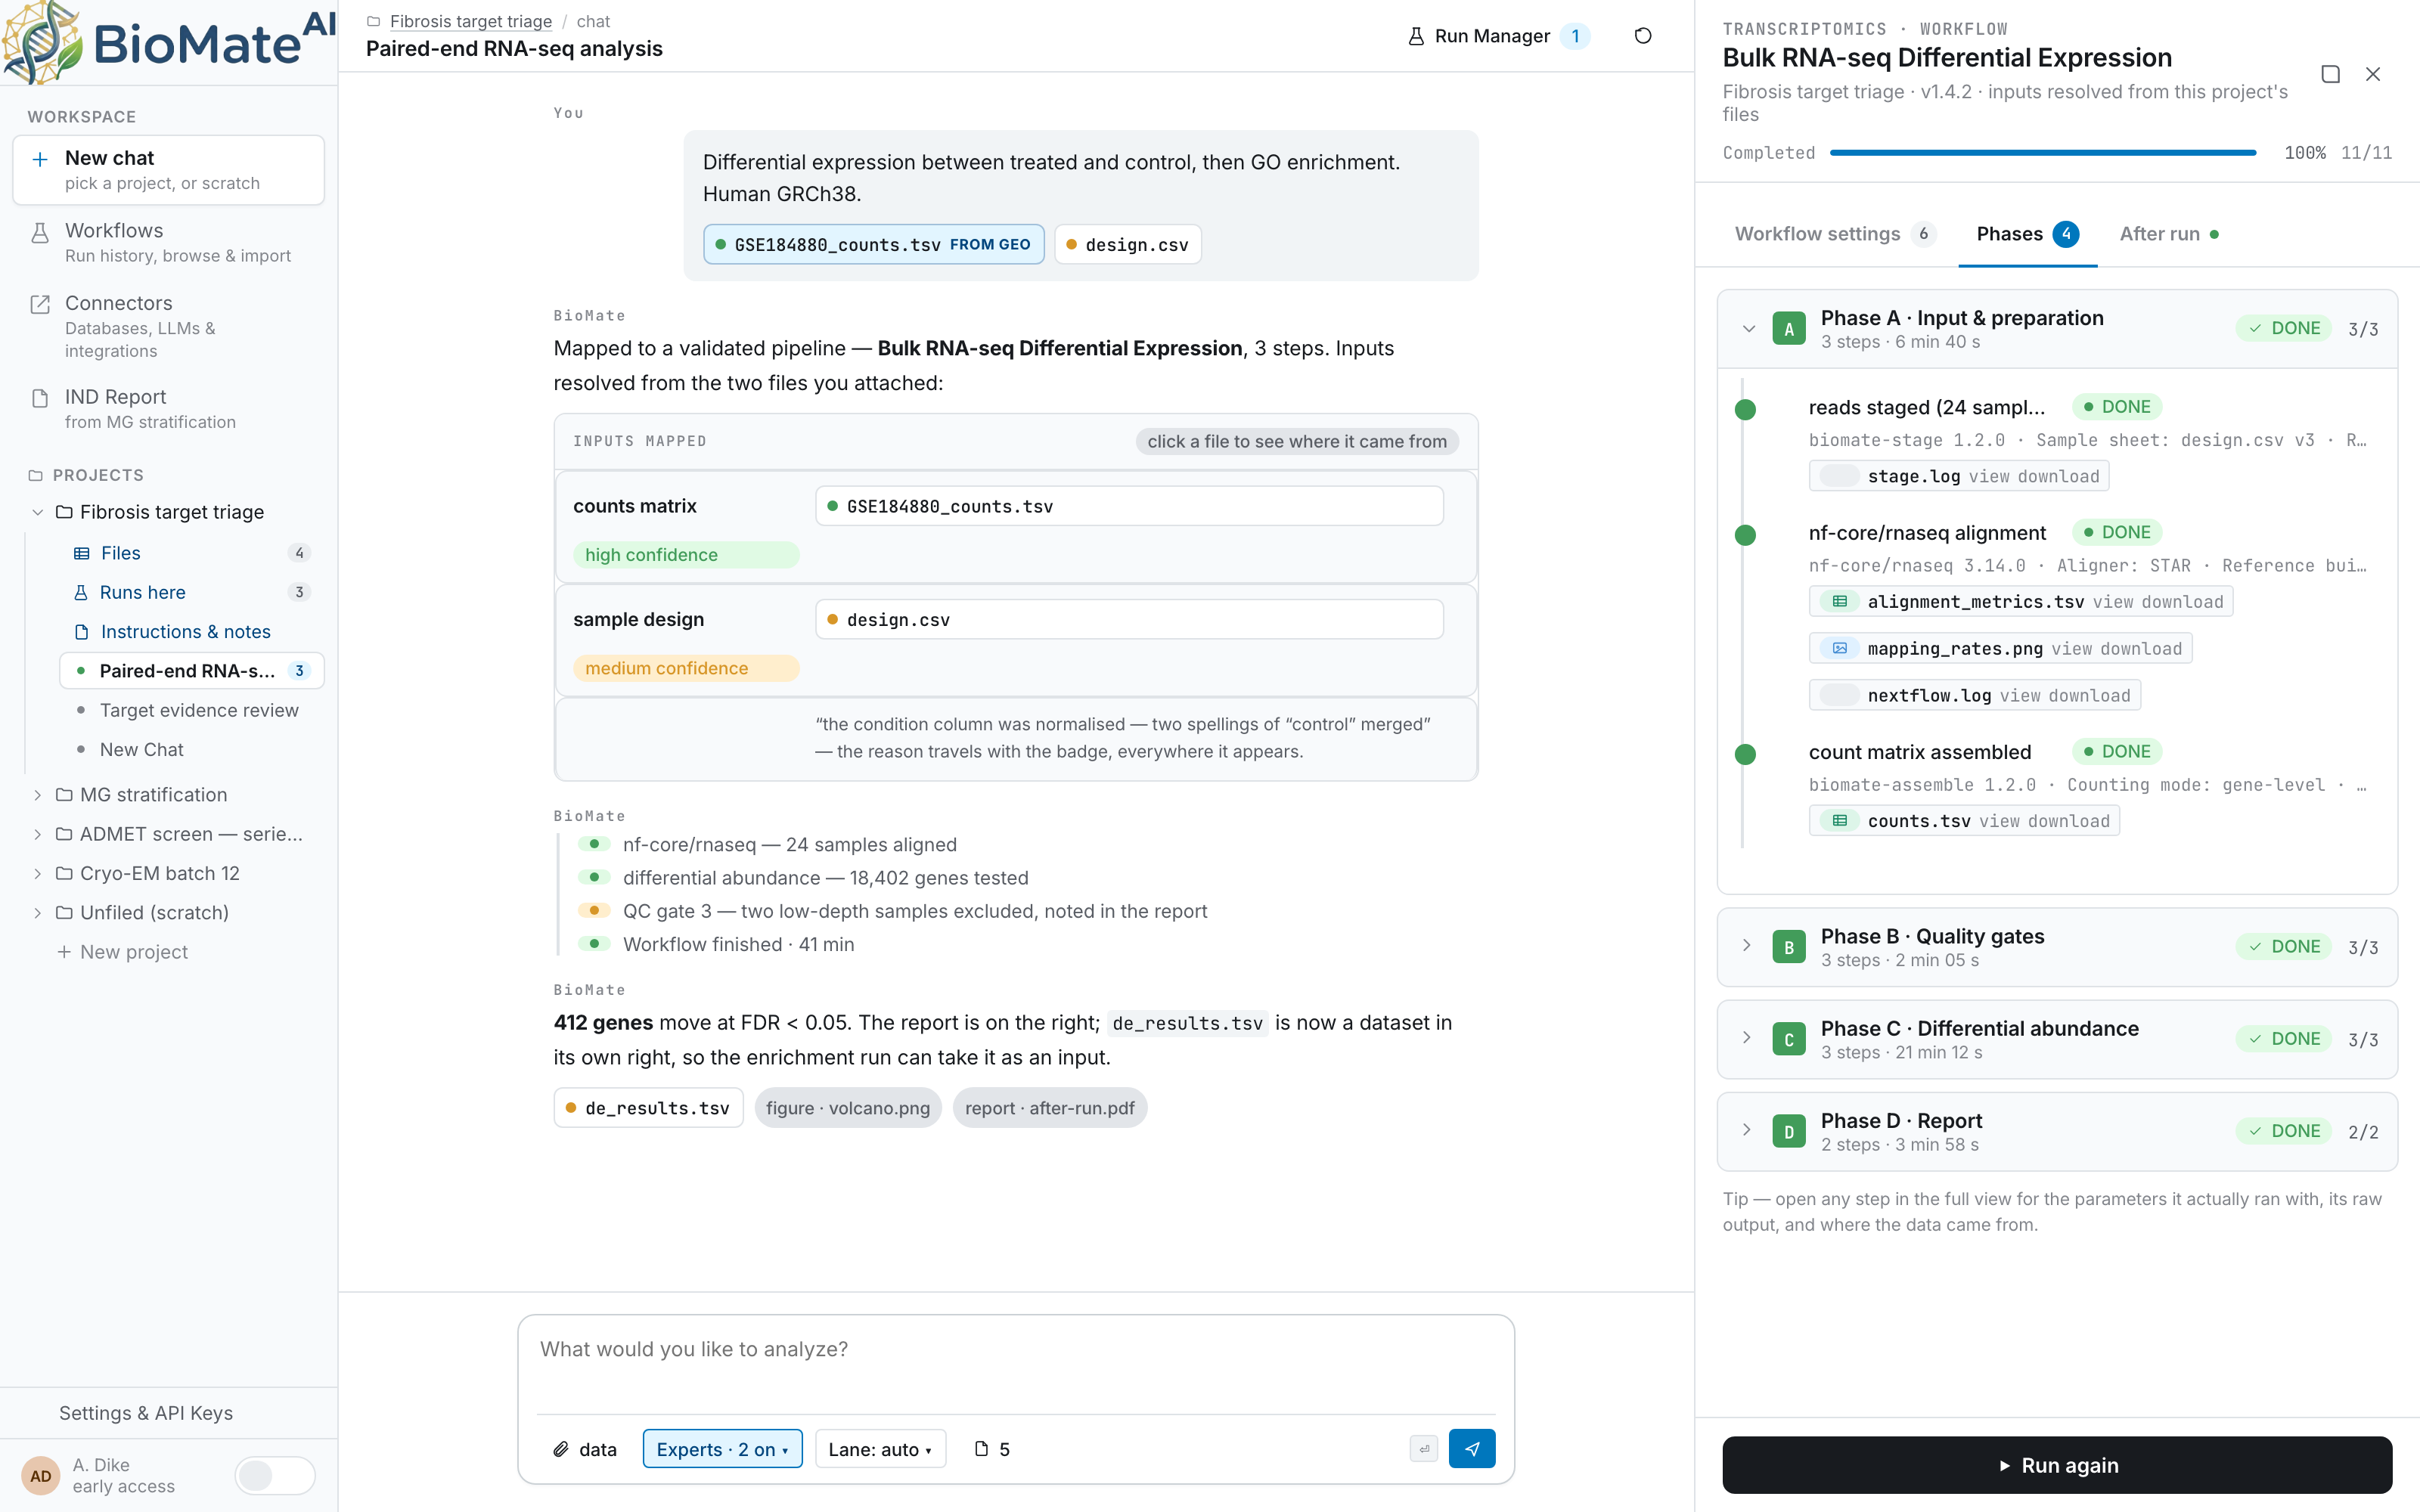 BioMate AI
WORKSPACE
New chat
pick a project, or scratch
Workflows
Run history, browse & import
Connectors
Databases, LLMs &
integrations
IND Report
from MG stratification
PROJECTS
Fibrosis target triage
Files 4
Runs here 3
Instructions & notes
Paired-end RNA-s... 3
Target evidence review
New Chat
MG stratification
ADMET screen — serie...
Cryo-EM batch 12
Unfiled (scratch)
+ New project
Settings & API Keys
AD
A. Dike
early access
Fibrosis target triage / chat
Paired-end RNA-seq analysis
Run Manager 1
You
Differential expression between treated and control, then GO enrichment.
Human GRCh38.
GSE184880_counts.tsv FROM GEO design.csv
BioMate
Mapped to a validated pipeline — Bulk RNA-seq Differential Expression, 3 steps. Inputs
resolved from the two files you attached:
INPUTS MAPPED click a file to see where it came from
counts matrix GSE184880_counts.tsv
high confidence
sample design design.csv
medium confidence
“the condition column was normalised — two spellings of “control” merged”
— the reason travels with the badge, everywhere it appears.
BioMate
nf-core/rnaseq — 24 samples aligned
differential abundance — 18,402 genes tested
QC gate 3 — two low-depth samples excluded, noted in the report
Workflow finished · 41 min
BioMate
412 genes move at FDR < 0.05. The report is on the right; de_results.tsv is now a dataset in
its own right, so the enrichment run can take it as an input.
de_results.tsv figure · volcano.png report · after-run.pdf
What would you like to analyze?
data Experts · 2 on ▾ Lane: auto ▾ 5
TRANSCRIPTOMICS · WORKFLOW
Bulk RNA-seq Differential Expression
Fibrosis target triage · v1.4.2 · inputs resolved from this project's
files
Completed 100% 11/11
Workflow settings 6 Phases 4 After run
A Phase A · Input & preparation ✓ DONE 3/3
3 steps · 6 min 40 s
reads staged (24 sampl... DONE
biomate-stage 1.2.0 · Sample sheet: design.csv v3 · R…
stage.log view download
nf-core/rnaseq alignment DONE
nf-core/rnaseq 3.14.0 · Aligner: STAR · Reference bui…
alignment_metrics.tsv view download
mapping_rates.png view download
nextflow.log view download
count matrix assembled DONE
biomate-assemble 1.2.0 · Counting mode: gene-level · …
counts.tsv view download
B Phase B · Quality gates ✓ DONE 3/3
3 steps · 2 min 05 s
C Phase C · Differential abundance ✓ DONE 3/3
3 steps · 21 min 12 s
D Phase D · Report ✓ DONE 2/2
2 steps · 3 min 58 s
Tip — open any step in the full view for the parameters it actually ran with, its raw
output, and where the data came from.
▶ Run again